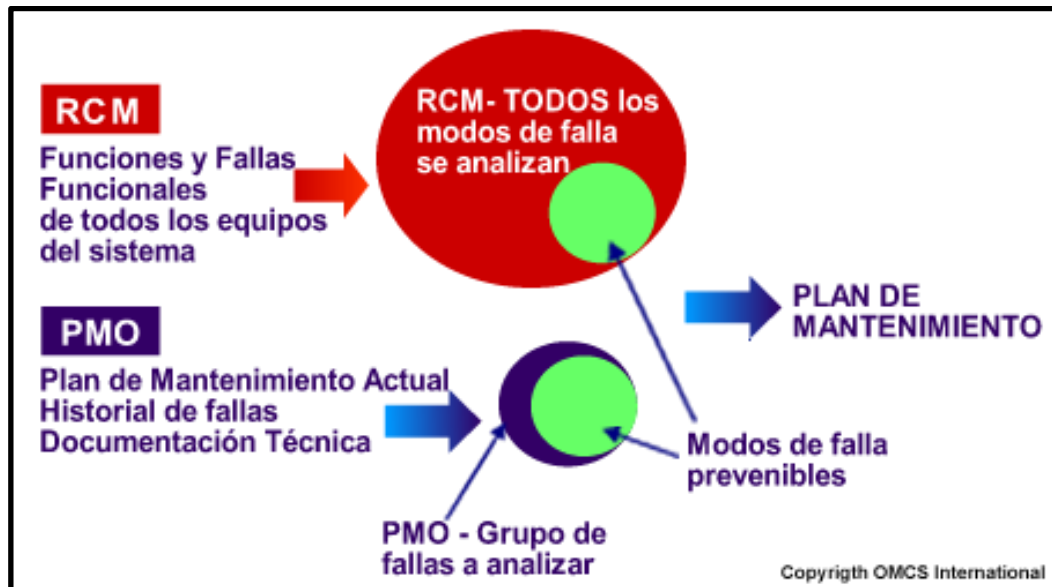 RCM
Funciones y Fallas
Funcionales
de todos los equipos
del sistema
RCM- TODOS los
modos de falla
se analizan
PMO
Plan de Mantenimiento Actual
Historial de fallas
Documentación Técnica
PLAN DE
MANTENIMIENTO
Modos de falla
prevenibles
PMO - Grupo de
fallas a analizar
Copyrigth OMCS International